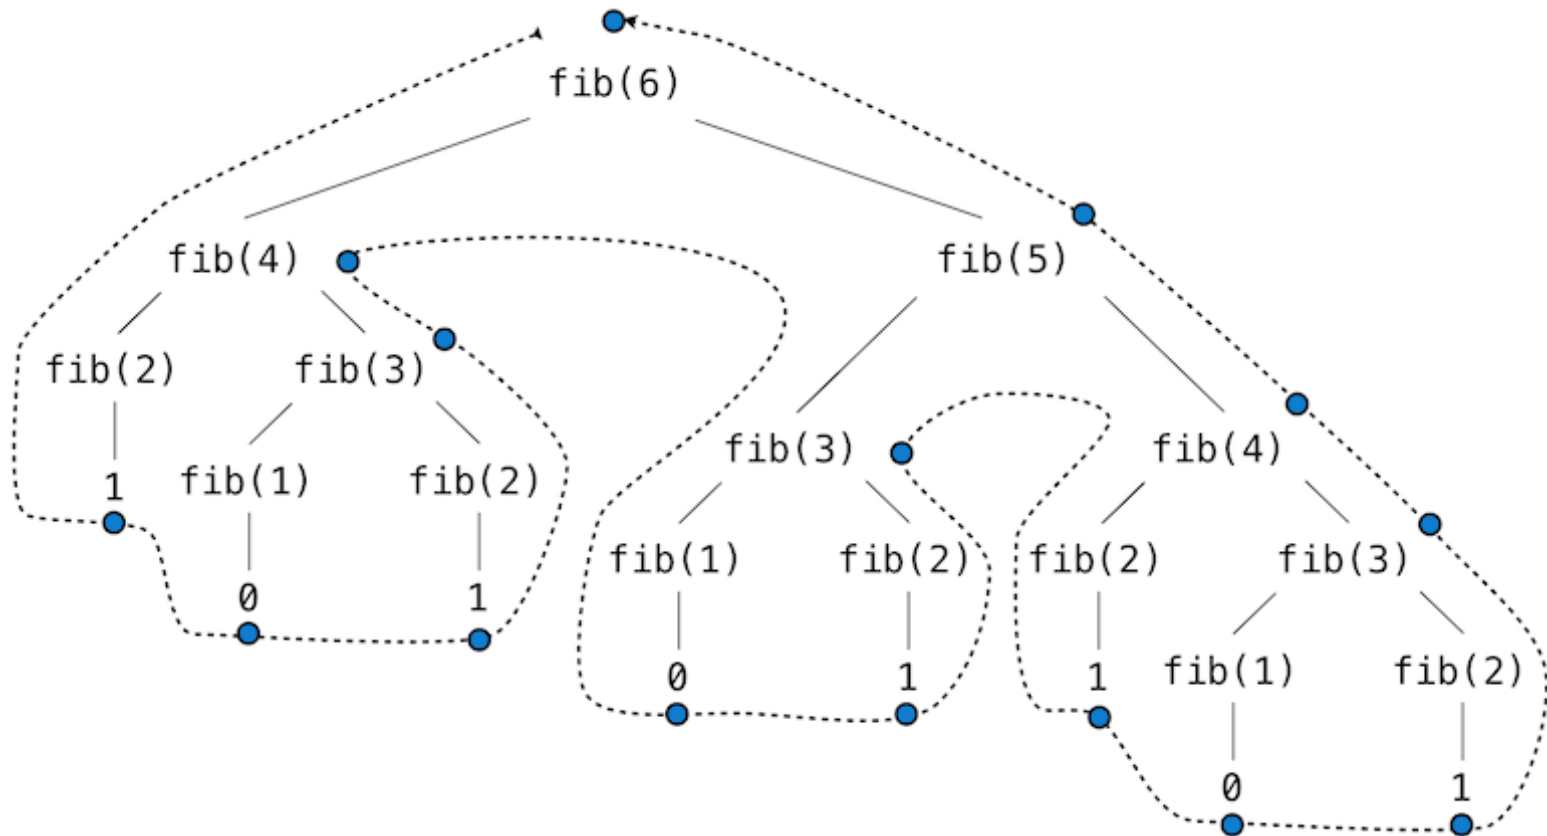 fib(6)
fib(4) fib(5)
fib(2) fib(3)
fib(3) fib(4)
1 fib(1) fib(2)
fib(1) fib(2) fib(2) fib(3)
0 1
0 1 1 fib(1) fib(2)
0 1